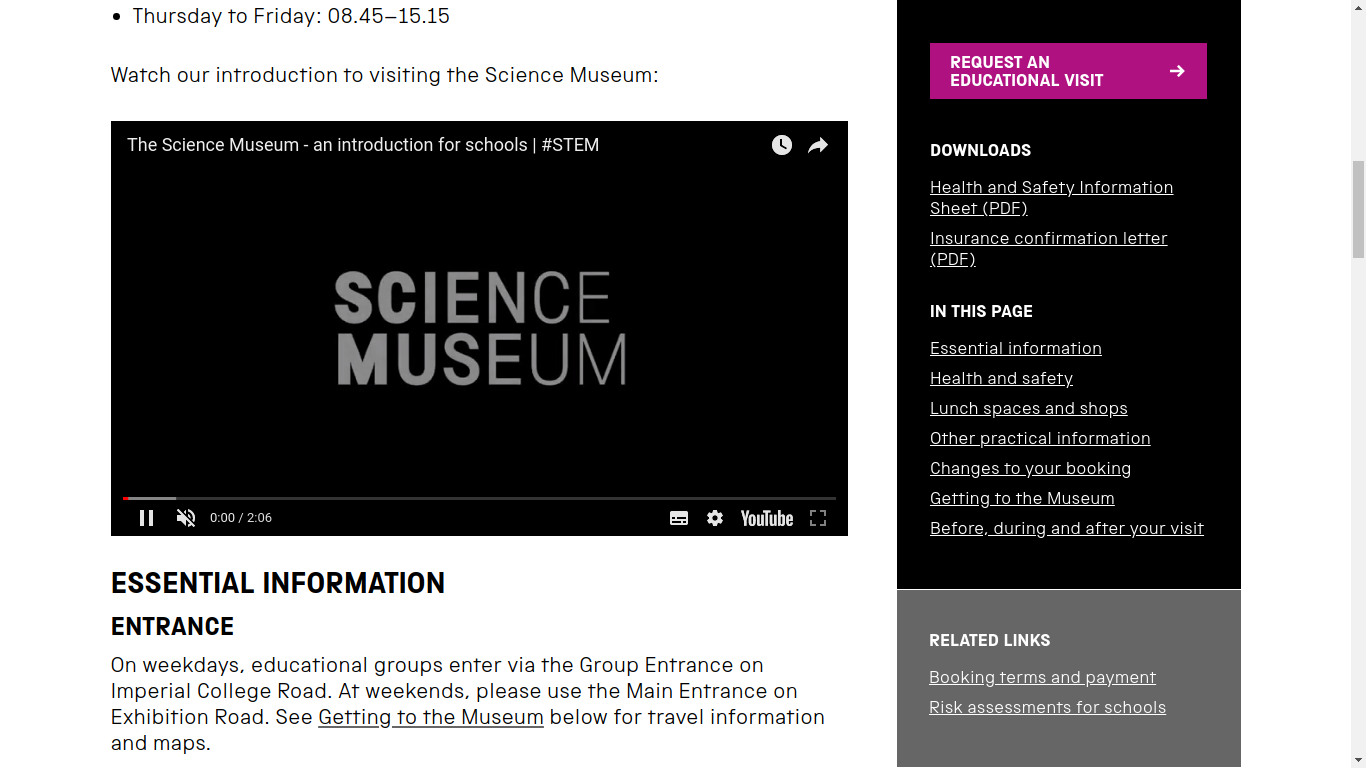 Thursday to Friday: 08.45–15.15
Watch our introduction to visiting the Science Museum:
The Science Museum - an introduction for schools | #STEM
SCIENCE
MUSEUM
0:00 / 2:06
YouTube
ESSENTIAL INFORMATION
ENTRANCE
On weekdays, educational groups enter via the Group Entrance on
Imperial College Road. At weekends, please use the Main Entrance on
Exhibition Road. See Getting to the Museum below for travel information
and maps.
REQUEST AN
EDUCATIONAL VISIT
DOWNLOADS
Health and Safety Information
Sheet (PDF)
Insurance confirmation letter
(PDF)
IN THIS PAGE
Essential information
Health and safety
Lunch spaces and shops
Other practical information
Changes to your booking
Getting to the Museum
Before, during and after your visit
RELATED LINKS
Booking terms and payment
Risk assessments for schools